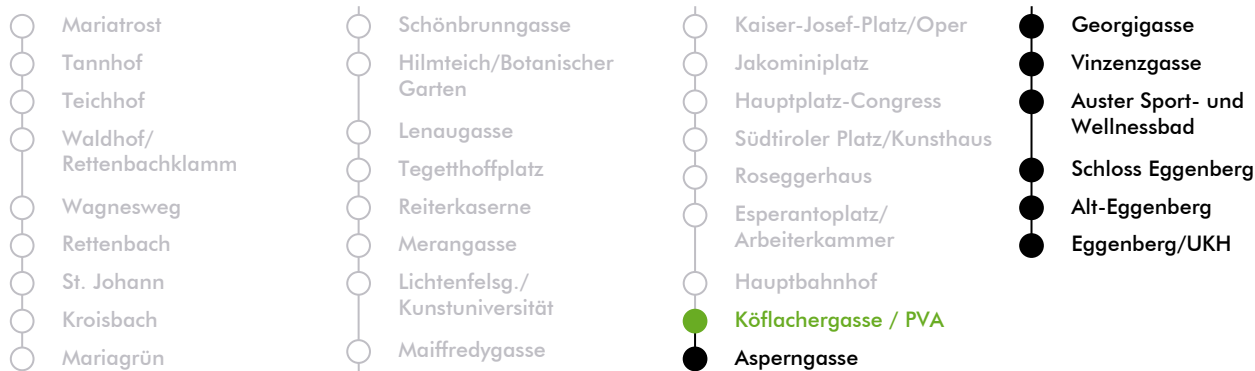 Mariatrost
Tannhof
Teichhof
Waldhof/
Rettenbachklamm
Wagnesweg
Rettenbach
St. Johann
Kroisbach
Mariagrün
Schönbrunngasse
Hilmteich/Botanischer
Garten
Lenaugasse
Tegetthoffplatz
Reiterkaserne
Merangasse
Lichtenfelsg./
Kunstuniversität
Maiffredygasse
Kaiser-Josef-Platz/Oper
Jakominiplatz
Hauptplatz-Congress
Südtiroler Platz/Kunsthaus
Roseggerhaus
Esperantoplatz/
Arbeiterkammer
Hauptbahnhof
Köflachergasse / PVA
Asperngasse
Georgigasse
Vinzenzgasse
Auster Sport- und
Wellnessbad
Schloss Eggenberg
Alt-Eggenberg
Eggenberg/UKH